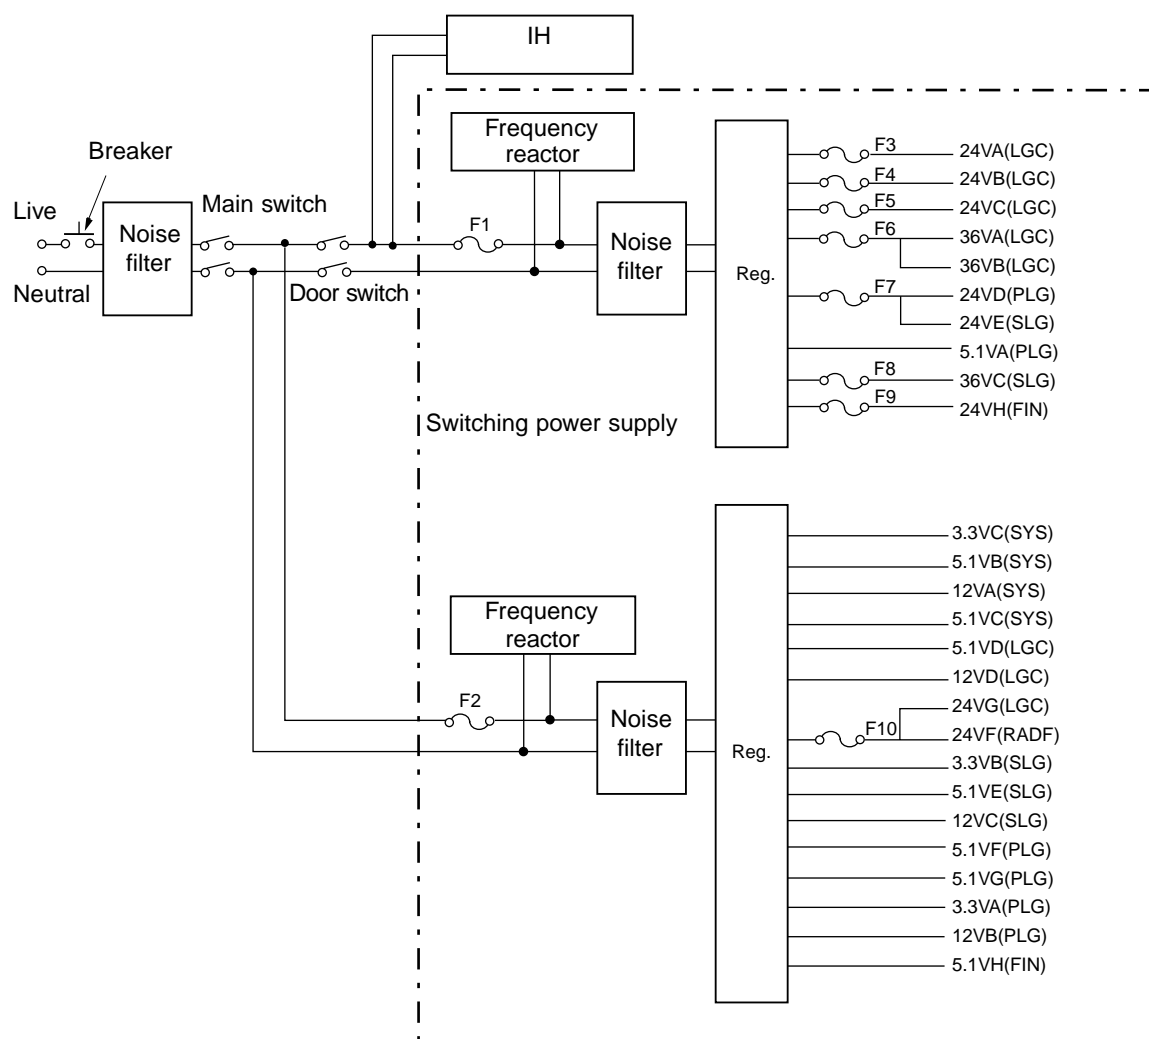 IH
Frequency
reactor
Breaker
Live
Neutral
Noise
filter
Main switch
Door switch
F1
Noise
filter
Reg.
F3
24VA(LGC)
F4
24VB(LGC)
F5
24VC(LGC)
F6
36VA(LGC)
36VB(LGC)
F7
24VD(PLG)
24VE(SLG)
5.1VA(PLG)
F8
36VC(SLG)
F9
24VH(FIN)
Switching power supply
Frequency
reactor
F2
Noise
filter
Reg.
3.3VC(SYS)
5.1VB(SYS)
12VA(SYS)
5.1VC(SYS)
5.1VD(LGC)
12VD(LGC)
24VG(LGC)
F10
24VF(RADF)
3.3VB(SLG)
5.1VE(SLG)
12VC(SLG)
5.1VF(PLG)
5.1VG(PLG)
3.3VA(PLG)
12VB(PLG)
5.1VH(FIN)